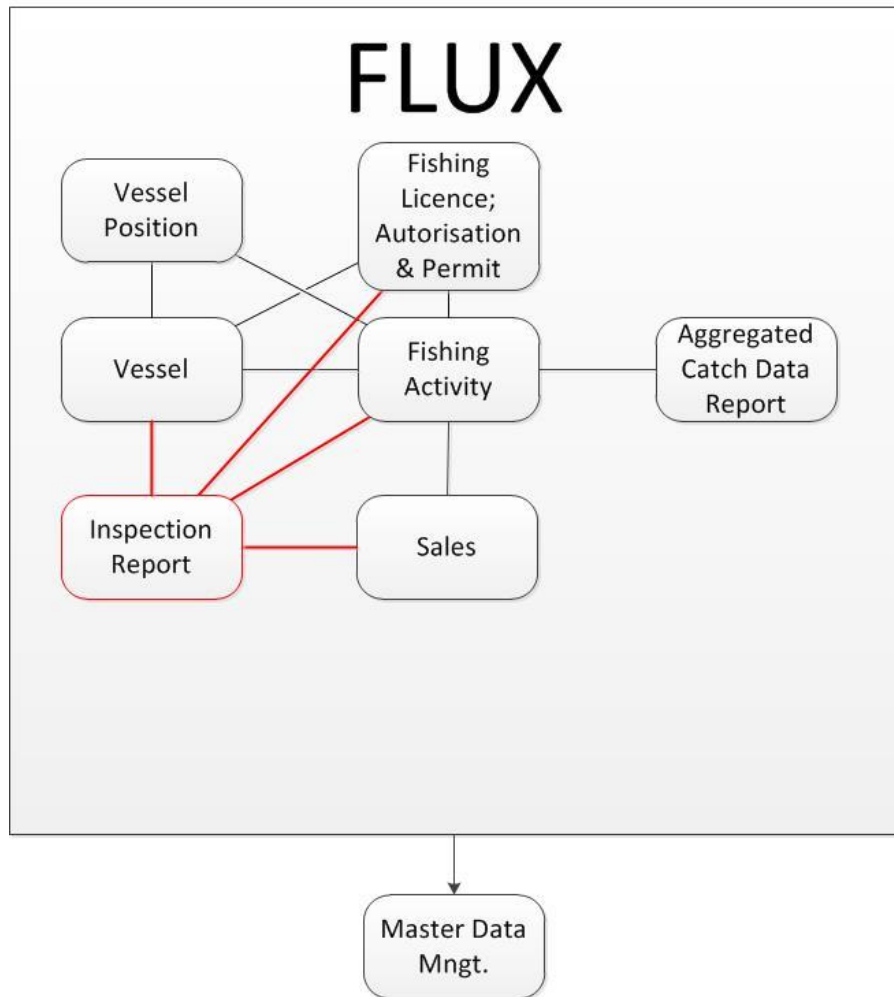 FLUX
Vessel
Position
Fishing
Licence;
Autorisation
& Permit
Vessel
Fishing
Activity
Aggregated
Catch Data
Report
Inspection
Report
Sales
Master Data
Mngt.